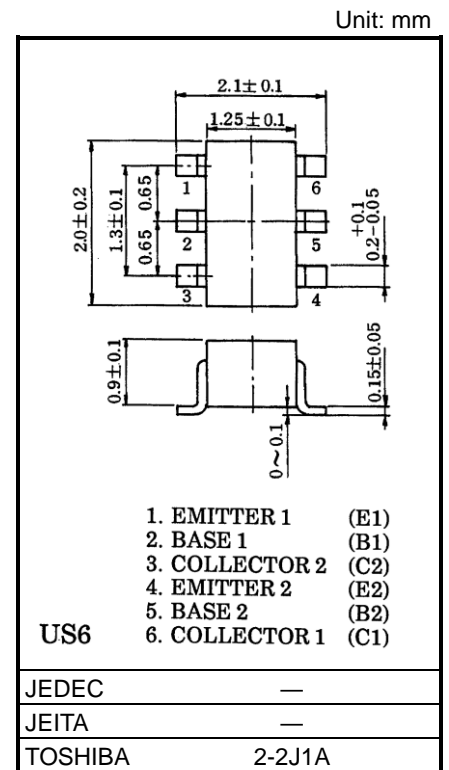 Unit: mm
2.1± 0.1
1.25±0.1
2.0±0.2
1.3±0.1
0.65
0.65
1
6
2
5
3
4
+0.1
0.2-0.05
0.9±0.1
0.15±0.05
0~0.1
1. EMITTER 1 (E1)
2. BASE 1 (B1)
3. COLLECTOR 2 (C2)
4. EMITTER 2 (E2)
5. BASE 2 (B2)
US6 6. COLLECTOR 1 (C1)
JEDEC —
JEITA —
TOSHIBA 2-2J1A